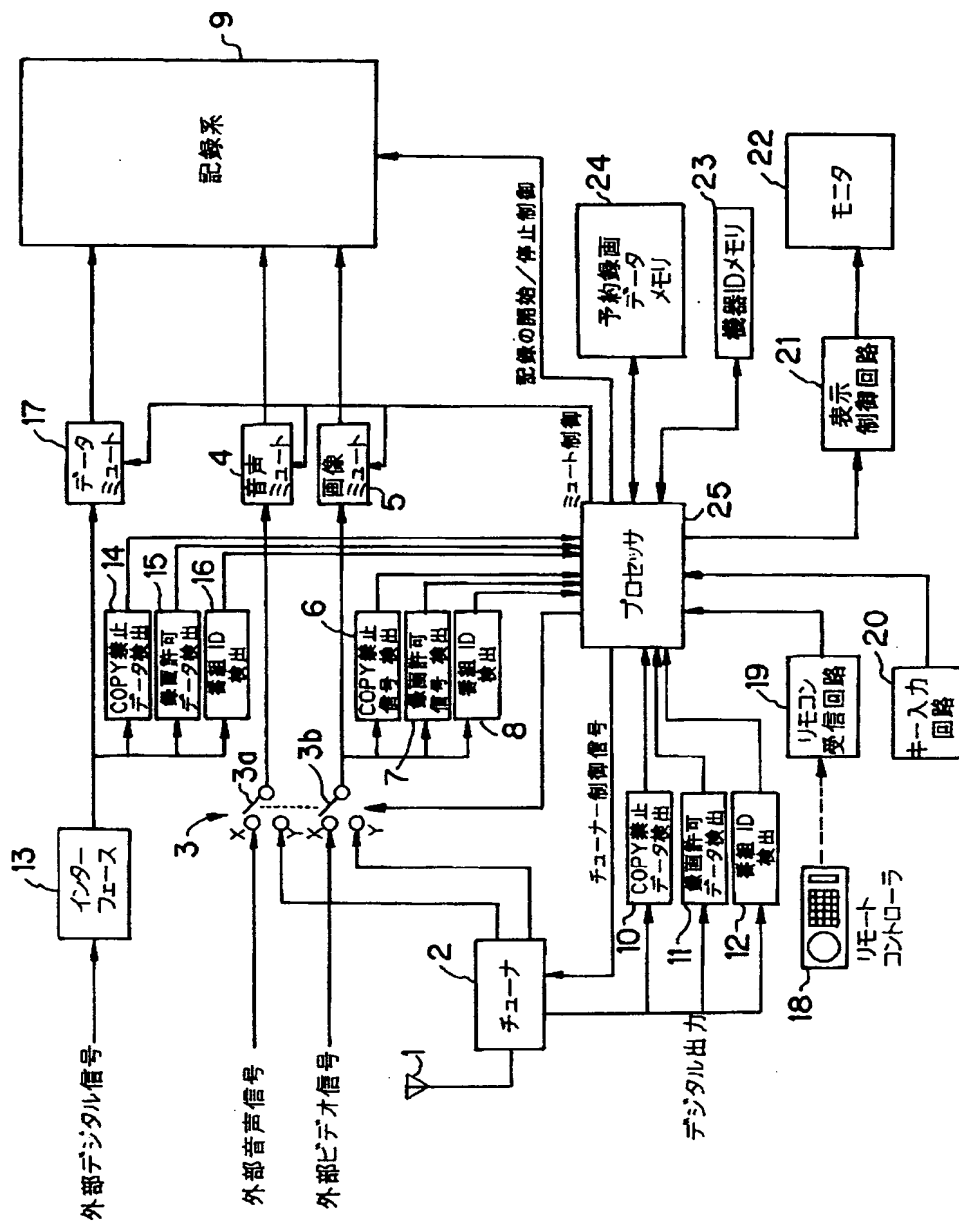 外部デジタル信号
13
インター
フェース
17
データ
ミュート
9
記録系
14
COPY禁止
データ検出
15
録画許可
データ検出
16
番組ID
検出
外部音声信号
外部ビデオ信号
3
3a
3b
X
Y
X
Y
4
音声
ミュート
画像
ミュート
5
6
COPY禁止
信号検出
7
録画許可
信号検出
番組ID
検出
8
ミュート制御
記録の開始/停止制御
1
2
チューナ
チューナー制御信号
デジタル出力
10
COPY禁止
データ検出
11
録画許可
データ検出
12
番組ID
検出
プロセッサ
25
24
予約録画
データ
メモリ
23
機器IDメモリ
18
リモート
コントローラ
19
リモコン
受信回路
20
キー入力
回路
21
表示
制御回路
22
モニタ